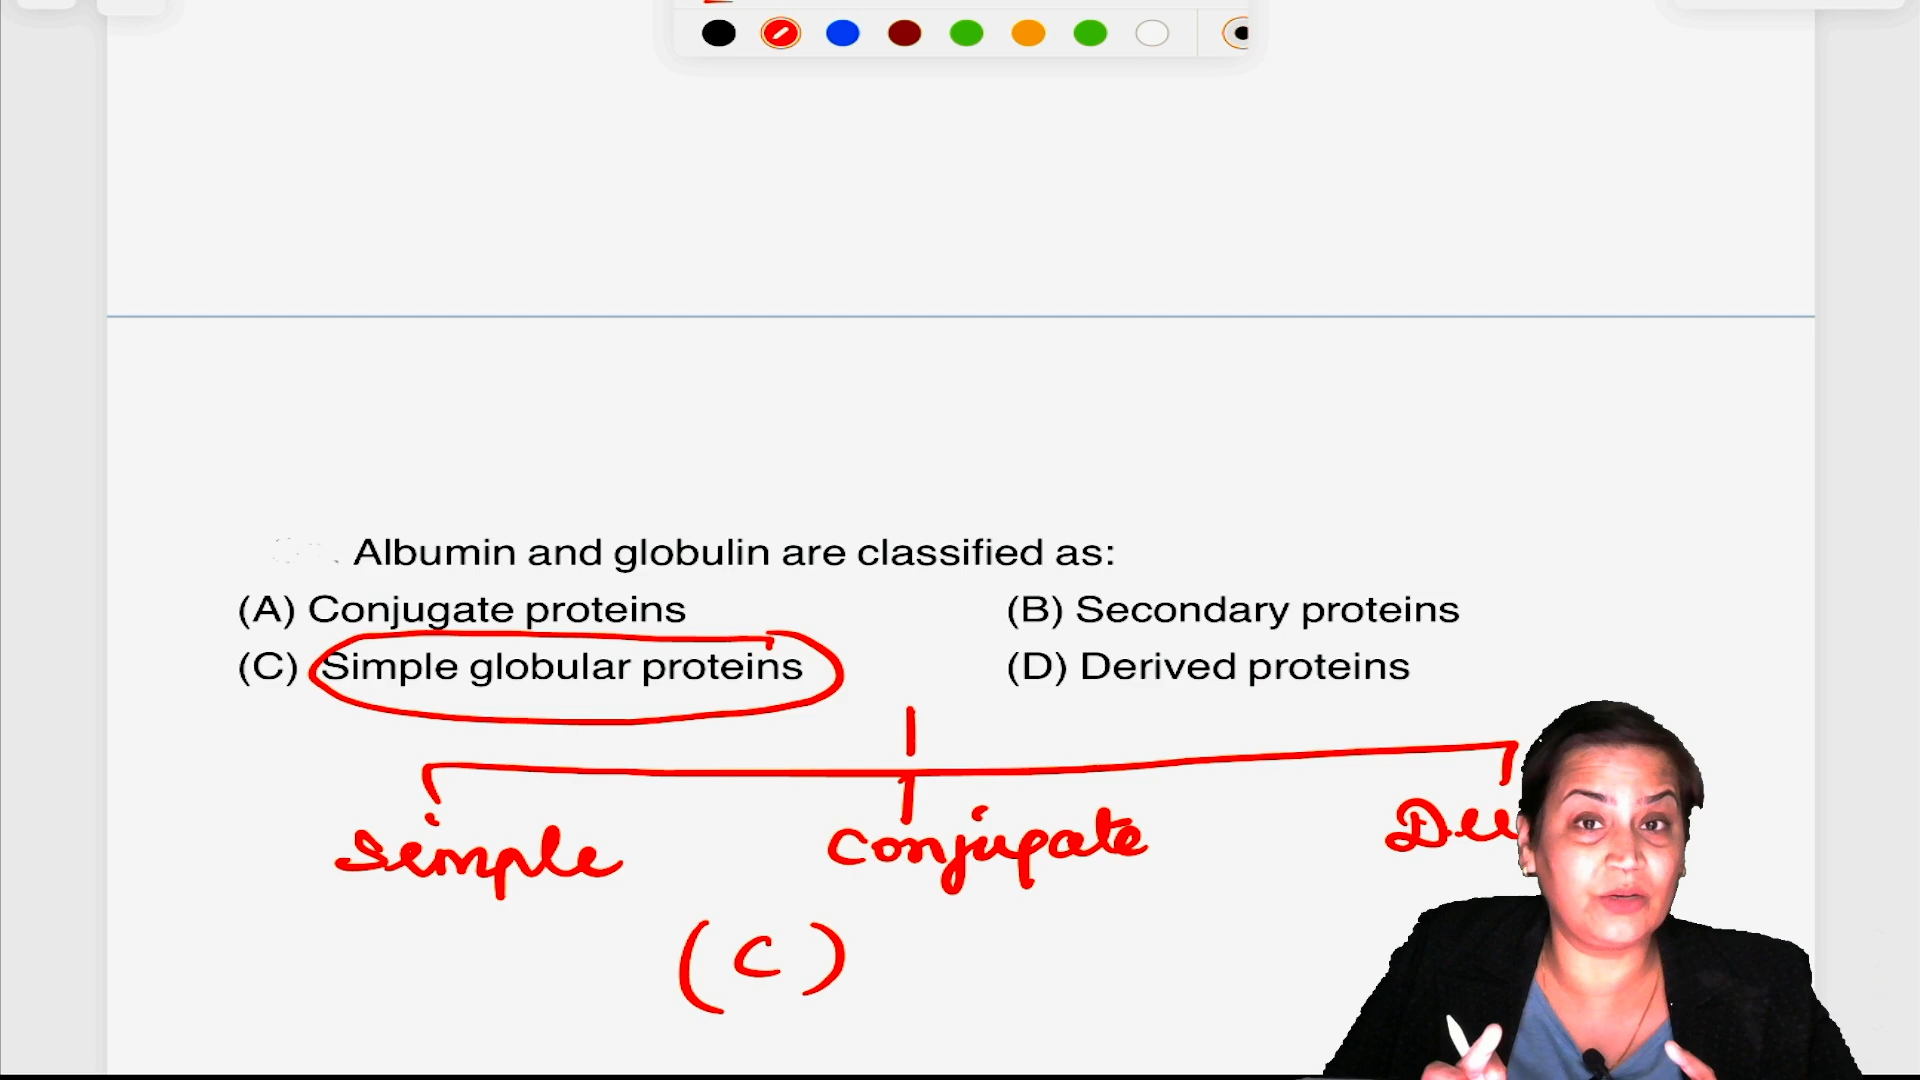 Albumin and globulin are classified as:
(A) Conjugate proteins (B) Secondary proteins
(C) Simple globular proteins (D) Derived proteins
Simple Conjugate
(C)